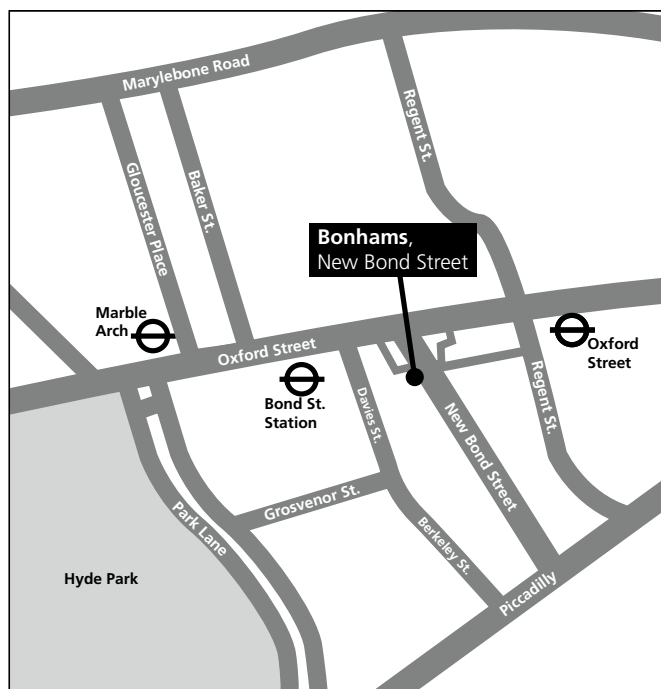 Marylebone Road
Regent St.
Gloucester Place
Baker St.
Bonhams,
New Bond Street
Marble
Arch
Oxford Street
Oxford
Street
Bond St.
Station
Davies St.
Regent St.
New Bond Street
Park Lane
Grosvenor St.
Berkeley St.
Hyde Park
Piccadilly